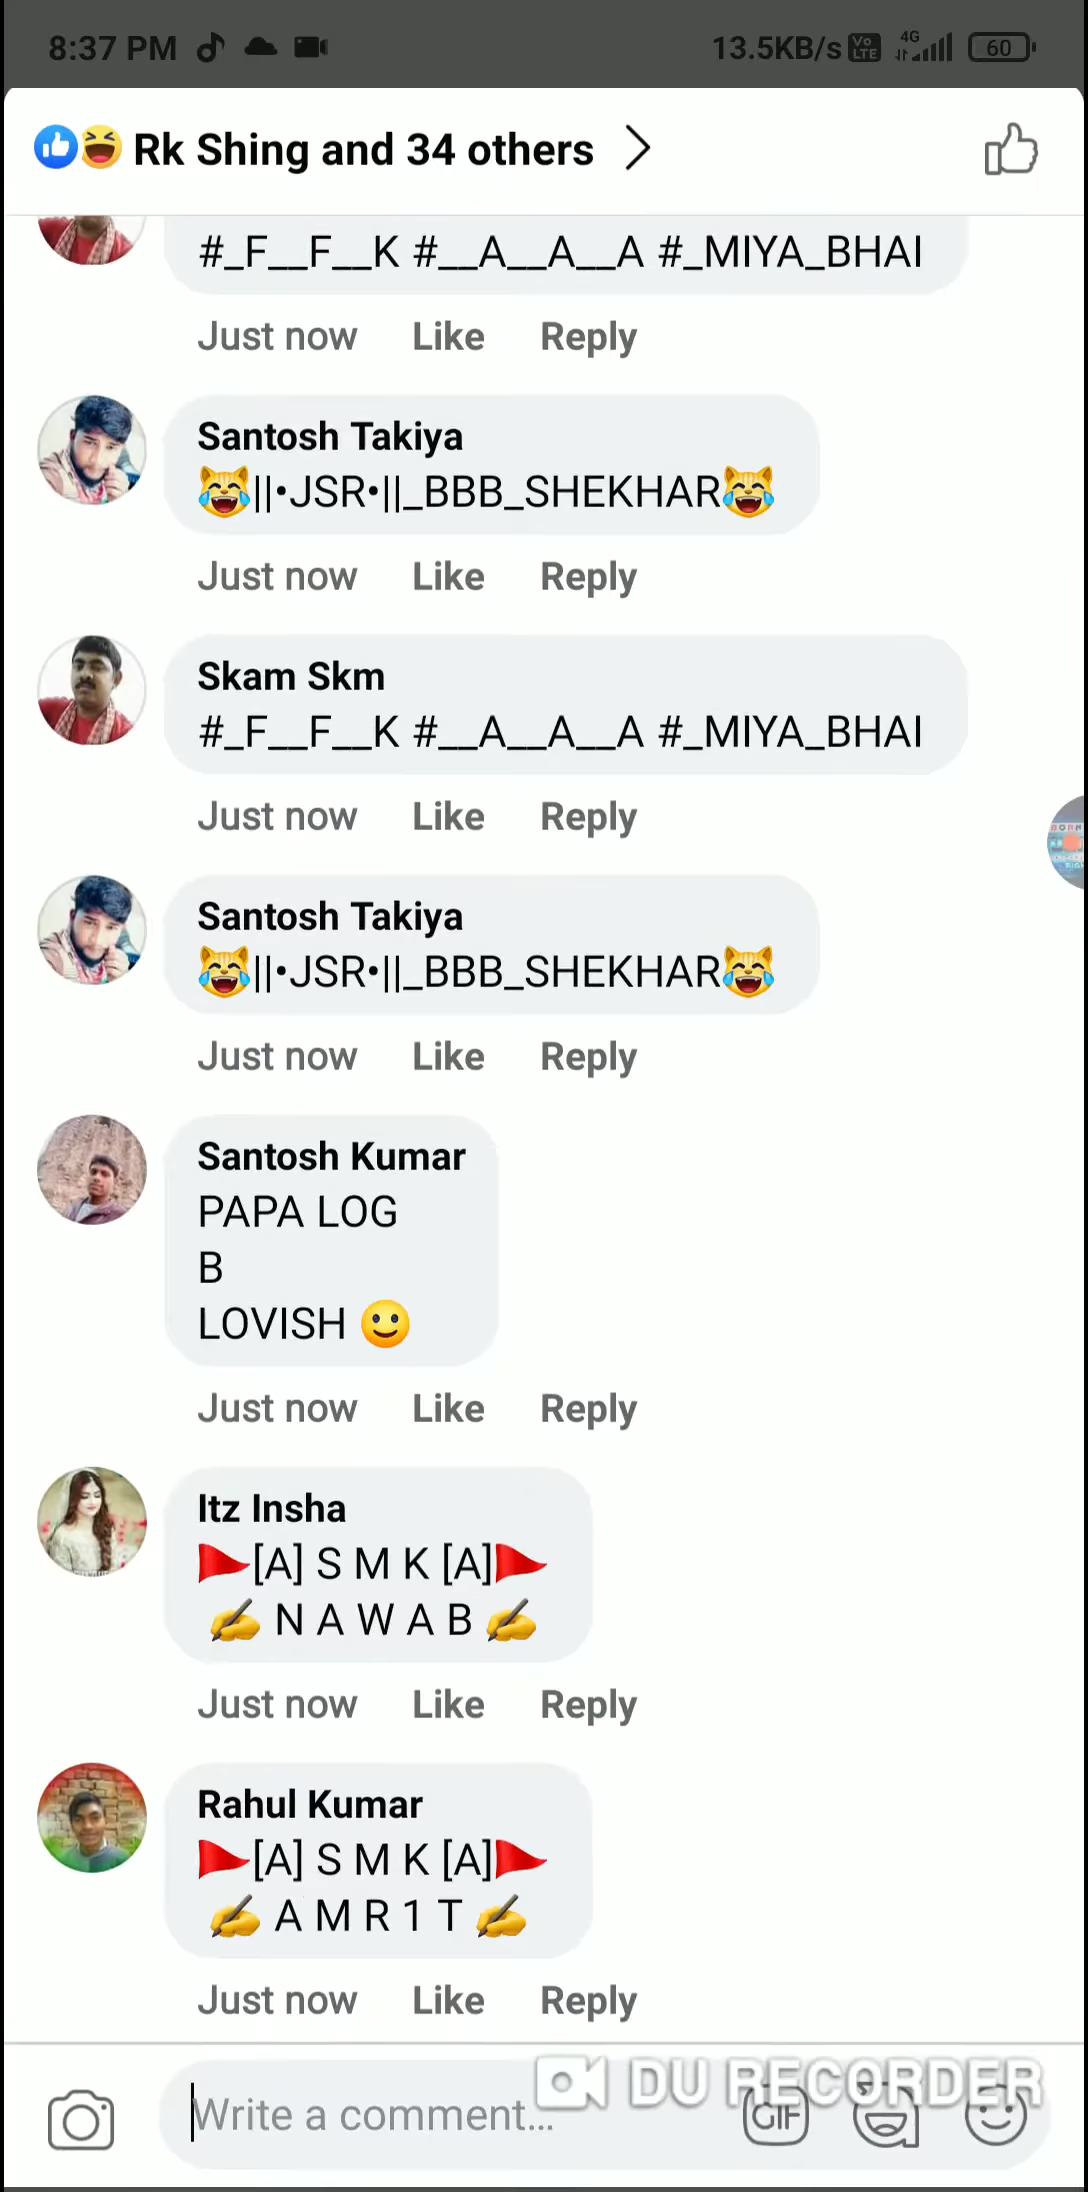 8:37 PM 13.5KB/s Vo LTE 4G 60
Rk Shing and 34 others
#_F__F__K #__A__A__A #_MIYA_BHAI
Just now Like Reply
Santosh Takiya
😹||•JSR•||_BBB_SHEKHAR😹
Just now Like Reply
Skam Skm
#_F__F__K #__A__A__A #_MIYA_BHAI
Just now Like Reply
Santosh Takiya
😹||•JSR•||_BBB_SHEKHAR😹
Just now Like Reply
Santosh Kumar
PAPA LOG
B
LOVISH 🙂
Just now Like Reply
Itz Insha
🚩[A] S M K [A]🚩
✍ N A W A B ✍
Just now Like Reply
Rahul Kumar
🚩[A] S M K [A]🚩
✍ A M R 1 T ✍
Just now Like Reply
DU RECORDER
Write a comment... GIF